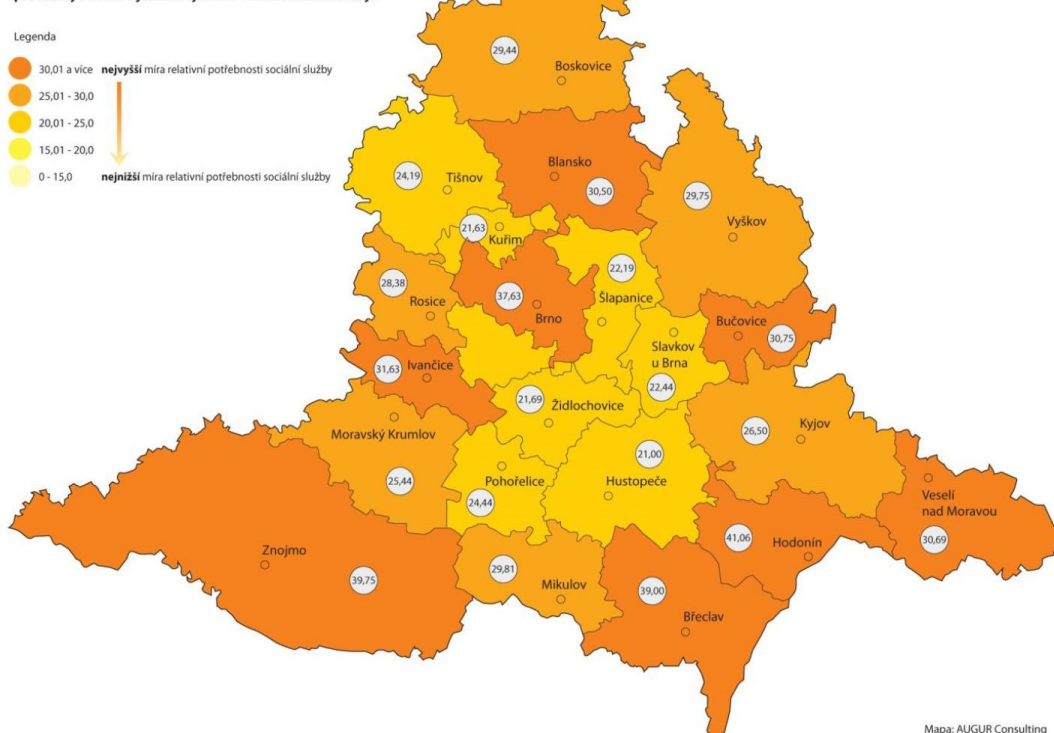 Legenda
30,01 a více nejvyšší míra relativní potřebnosti sociální služby
25,01 - 30,0
20,01 - 25,0
15,01 - 20,0
0 - 15,0 nejnižší míra relativní potřebnosti sociální služby
29,44
Boskovice
Blansko
30,50
24,19
Tišnov
29,75
Vyškov
21,63
Kuřim
22,19
Šlapanice
28,38
Rosice
37,63
Brno
Bučovice
30,75
Slavkov
u Brna
22,44
31,63
Ivančice
21,69
Židlochovice
26,50
Kyjov
Moravský Krumlov
25,44
21,00
Hustopeče
Pohořelice
24,44
Veselí
nad Moravou
30,69
41,06
Hodonín
Znojmo
39,75
29,81
Mikulov
39,00
Břeclav
Mapa: AUGUR Consulting